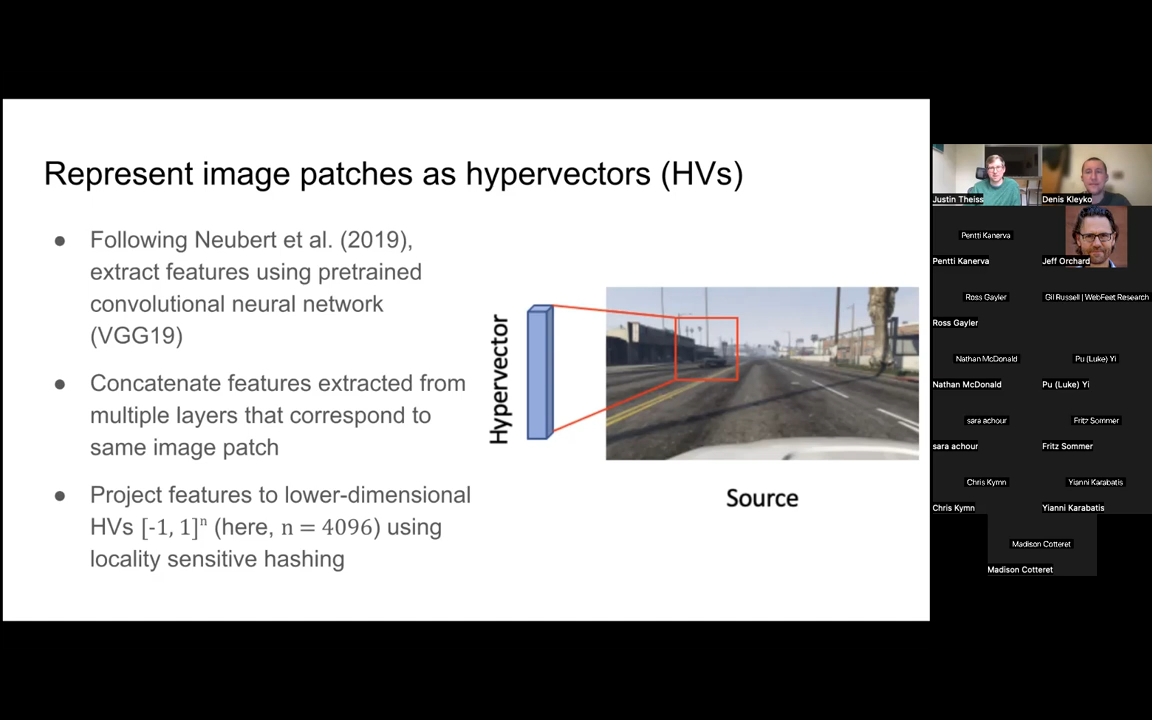 Represent image patches as hypervectors (HVs)
● Following Neubert et al. (2019),
extract features using pretrained
convolutional neural network
(VGG19)
● Concatenate features extracted from
multiple layers that correspond to
same image patch
● Project features to lower-dimensional
HVs [-1, 1]ⁿ (here, n = 4096) using
locality sensitive hashing
Hypervector
Source
Justin Theiss
Denis Kleyko
Pentti Kanerva
Pentti Kanerva
Jeff Orchard
Ross Gayler
Gil Russell | WebFeet Research
Ross Gayler
Nathan McDonald
Pu (Luke) Yi
Nathan McDonald
Pu (Luke) Yi
sara achour
Fritz Sommer
sara achour
Fritz Sommer
Chris Kymn
Yianni Karabatis
Chris Kymn
Yianni Karabatis
Madison Cotteret
Madison Cotteret